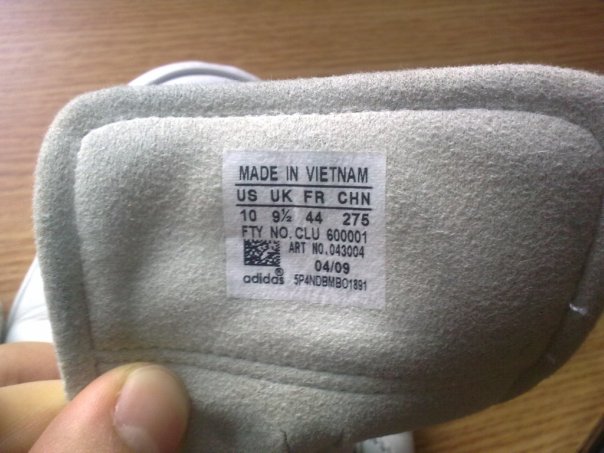 MADE IN VIETNAM
US UK FR CHN
10 9½ 44 275
FTY NO. CLU 600001
ART NO. 043004
04/09
adidas® 5P4NDBMBO1891